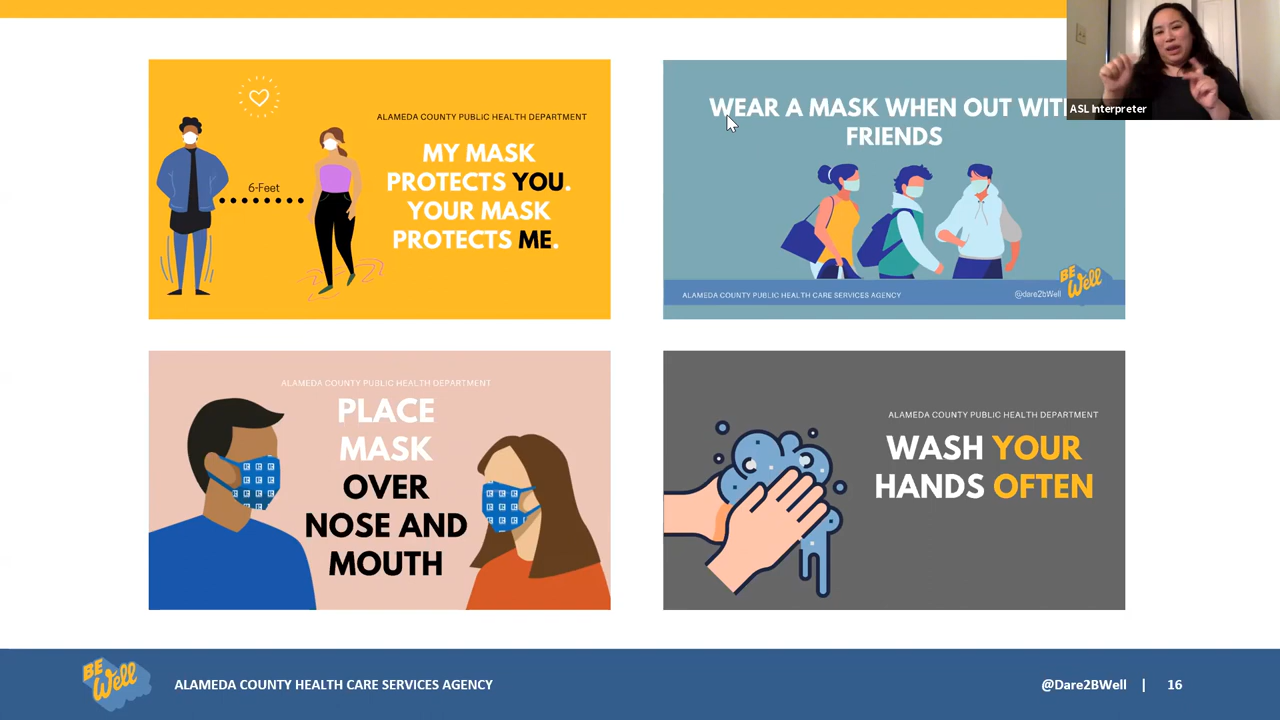 ASL Interpreter
6-Feet
ALAMEDA COUNTY PUBLIC HEALTH DEPARTMENT
MY MASK
PROTECTS YOU.
YOUR MASK
PROTECTS ME.
WEAR A MASK WHEN OUT WITH
FRIENDS
ALAMEDA COUNTY PUBLIC HEALTH CARE SERVICES AGENCY
@dare2bWell
BE
Well
ALAMEDA COUNTY PUBLIC HEALTH DEPARTMENT
PLACE
MASK
OVER
NOSE AND
MOUTH
ALAMEDA COUNTY PUBLIC HEALTH DEPARTMENT
WASH YOUR
HANDS OFTEN
BE
Well
ALAMEDA COUNTY HEALTH CARE SERVICES AGENCY
@Dare2BWell | 16